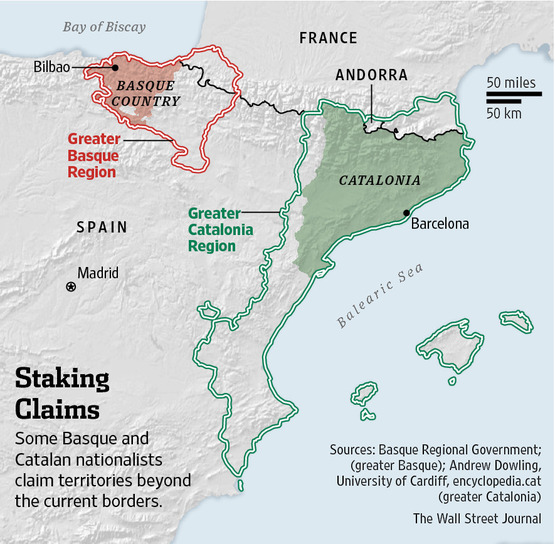 Bay of Biscay
FRANCE
Bilbao
ANDORRA
BASQUE
COUNTRY
50 miles
50 km
Greater
Basque
Region
CATALONIA
Greater
Catalonia
Region
SPAIN
Barcelona
Madrid
Balearic Sea
Staking
Claims
Some Basque and
Catalan nationalists
claim territories beyond
the current borders.
Sources: Basque Regional Government;
(greater Basque); Andrew Dowling,
University of Cardiff, encyclopedia.cat
(greater Catalonia)
The Wall Street Journal